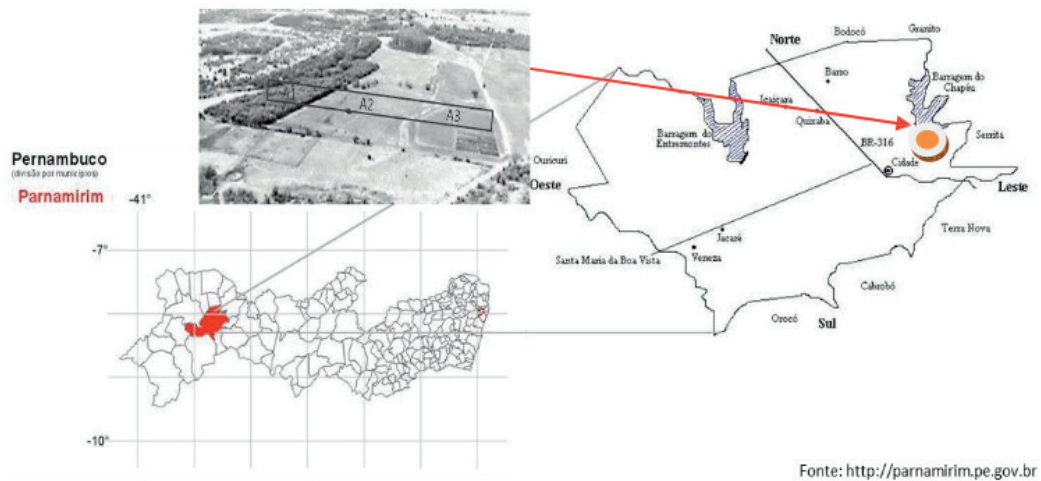 A1
A2
A3
Pernambuco
(divisão por municípios)
Parnamirim
-41°
-7°
-10°
Norte
Bodocó
Granito
Barro
Barragem do
Chapéu
Icaiçara
Quixaba
Barragem do
Entremontes
BR-316
Serrita
Cidade
Ouricuri
Oeste
Leste
Terra Nova
Jacaré
Veneza
Santa Maria da Boa Vista
Cabrobó
Orocó
Sul
Fonte: http://parnamirim.pe.gov.br